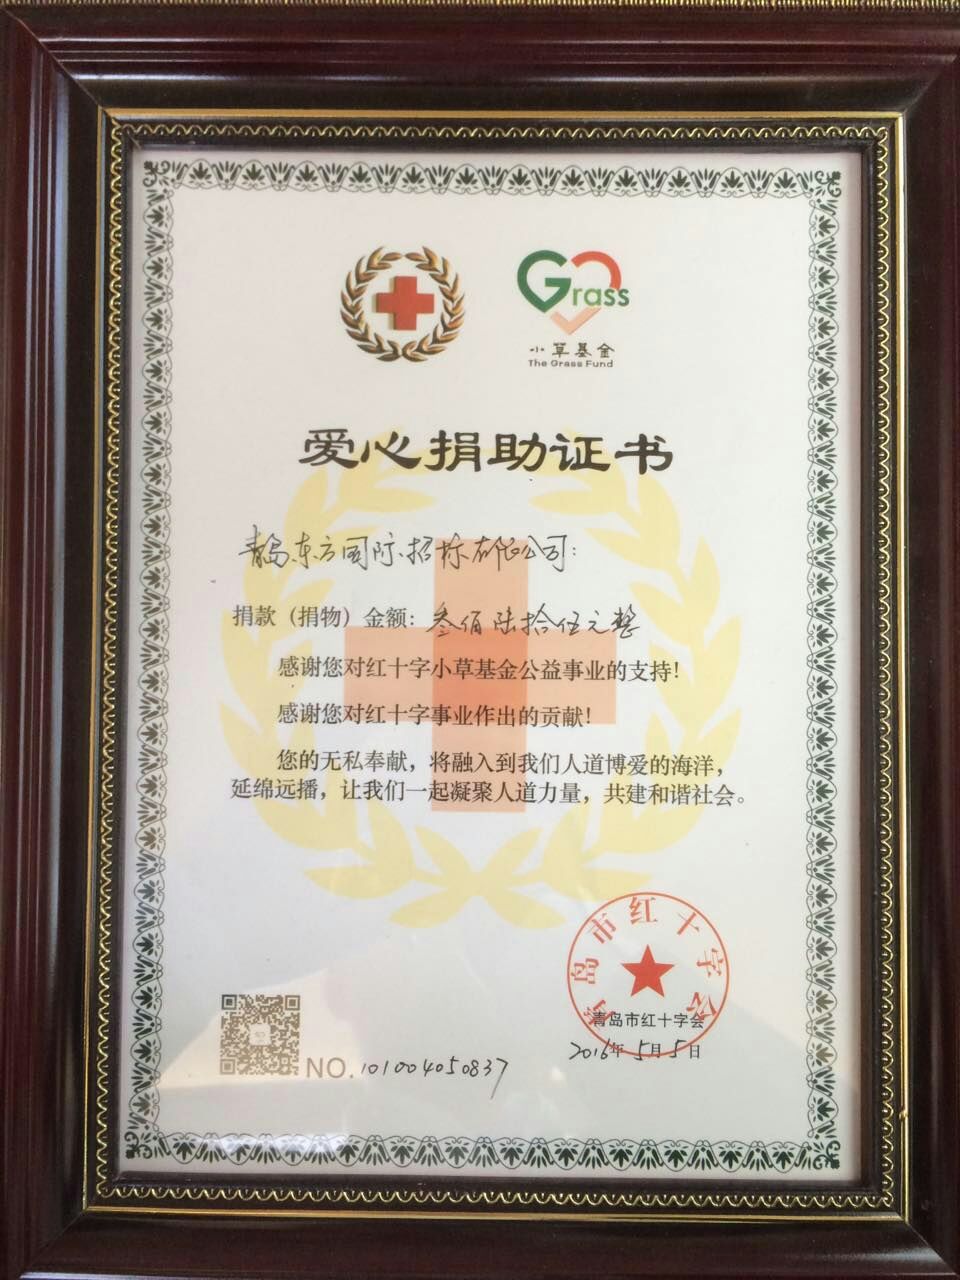 Grass
小草基金
The Grass Fund
爱心捐助证书
青岛东方国际招标有限公司:
捐款（捐物）金额：叁佰陆拾伍元整
感谢您对红十字小草基金公益事业的支持！
感谢您对红十字事业作出的贡献！
您的无私奉献，将融入到我们人道博爱的海洋，
延绵远播，让我们一起凝聚人道力量，共建和谐社会。
青岛市红十字会
青岛市红十字会
2016年5月5日
NO.101004050837